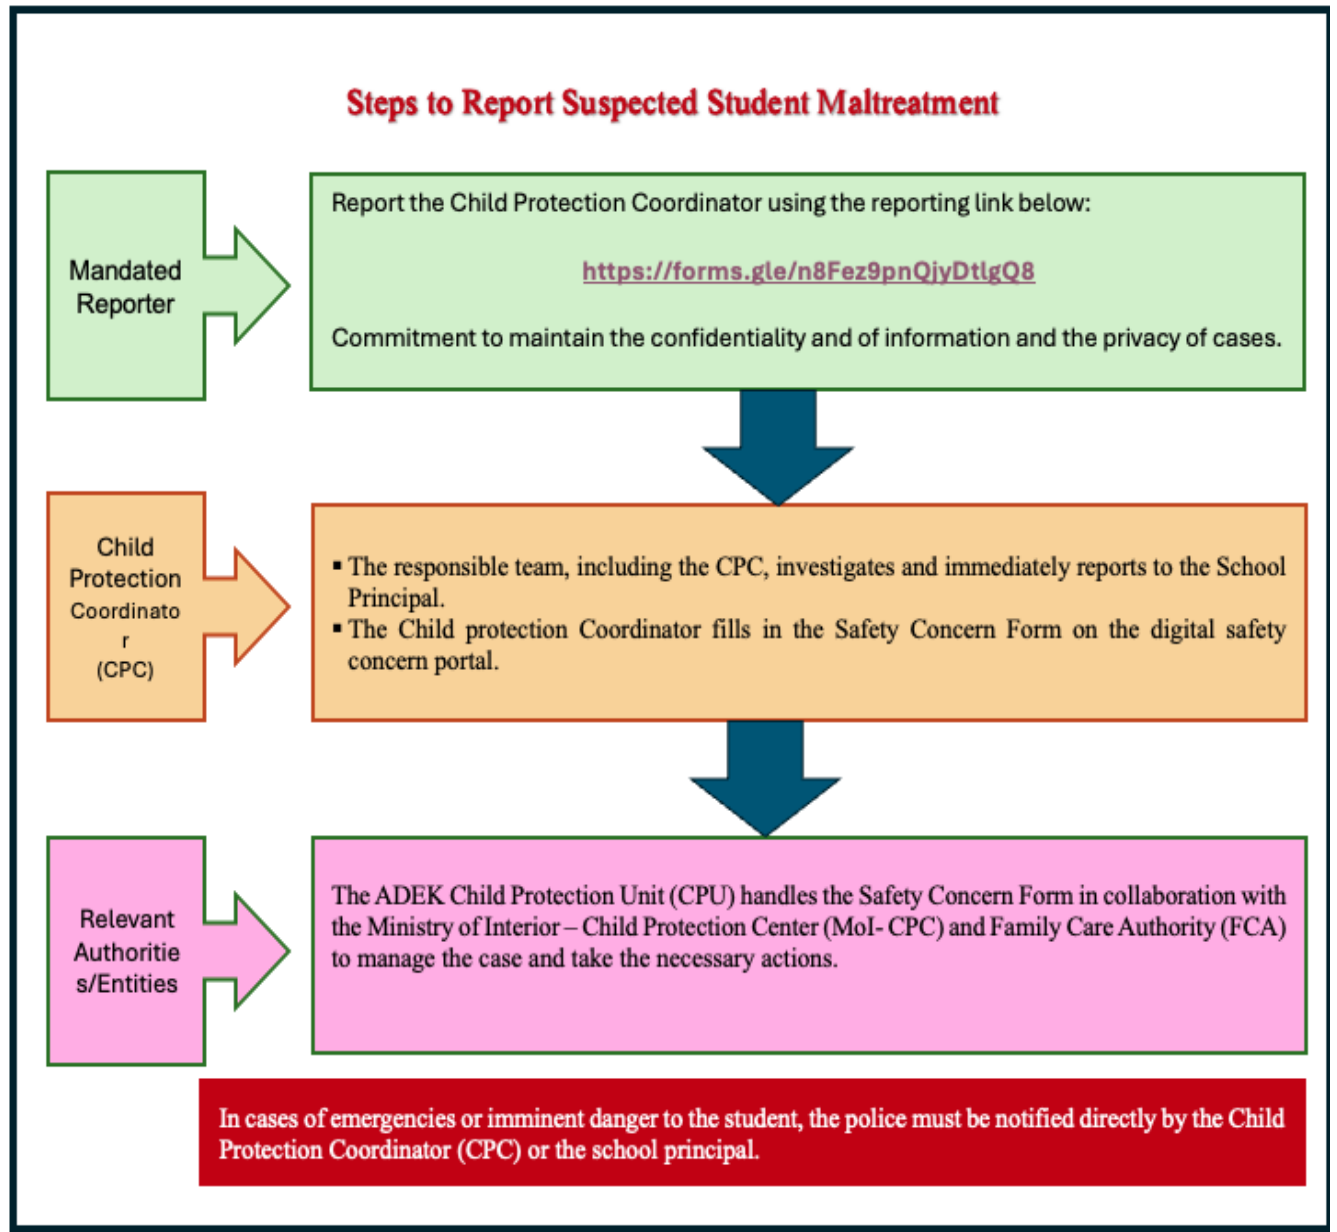 Steps to Report Suspected Student Maltreatment
Mandated
Reporter
Report the Child Protection Coordinator using the reporting link below:
https://forms.gle/n8Fez9pnQjyDtlgQ8
Commitment to maintain the confidentiality and of information and the privacy of cases.
Child
Protection
Coordinato
r
(CPC)
▪ The responsible team, including the CPC, investigates and immediately reports to the School
Principal.
▪ The Child protection Coordinator fills in the Safety Concern Form on the digital safety
concern portal.
Relevant
Authoritie
s/Entities
The ADEK Child Protection Unit (CPU) handles the Safety Concern Form in collaboration with
the Ministry of Interior – Child Protection Center (MoI- CPC) and Family Care Authority (FCA)
to manage the case and take the necessary actions.
In cases of emergencies or imminent danger to the student, the police must be notified directly by the Child
Protection Coordinator (CPC) or the school principal.